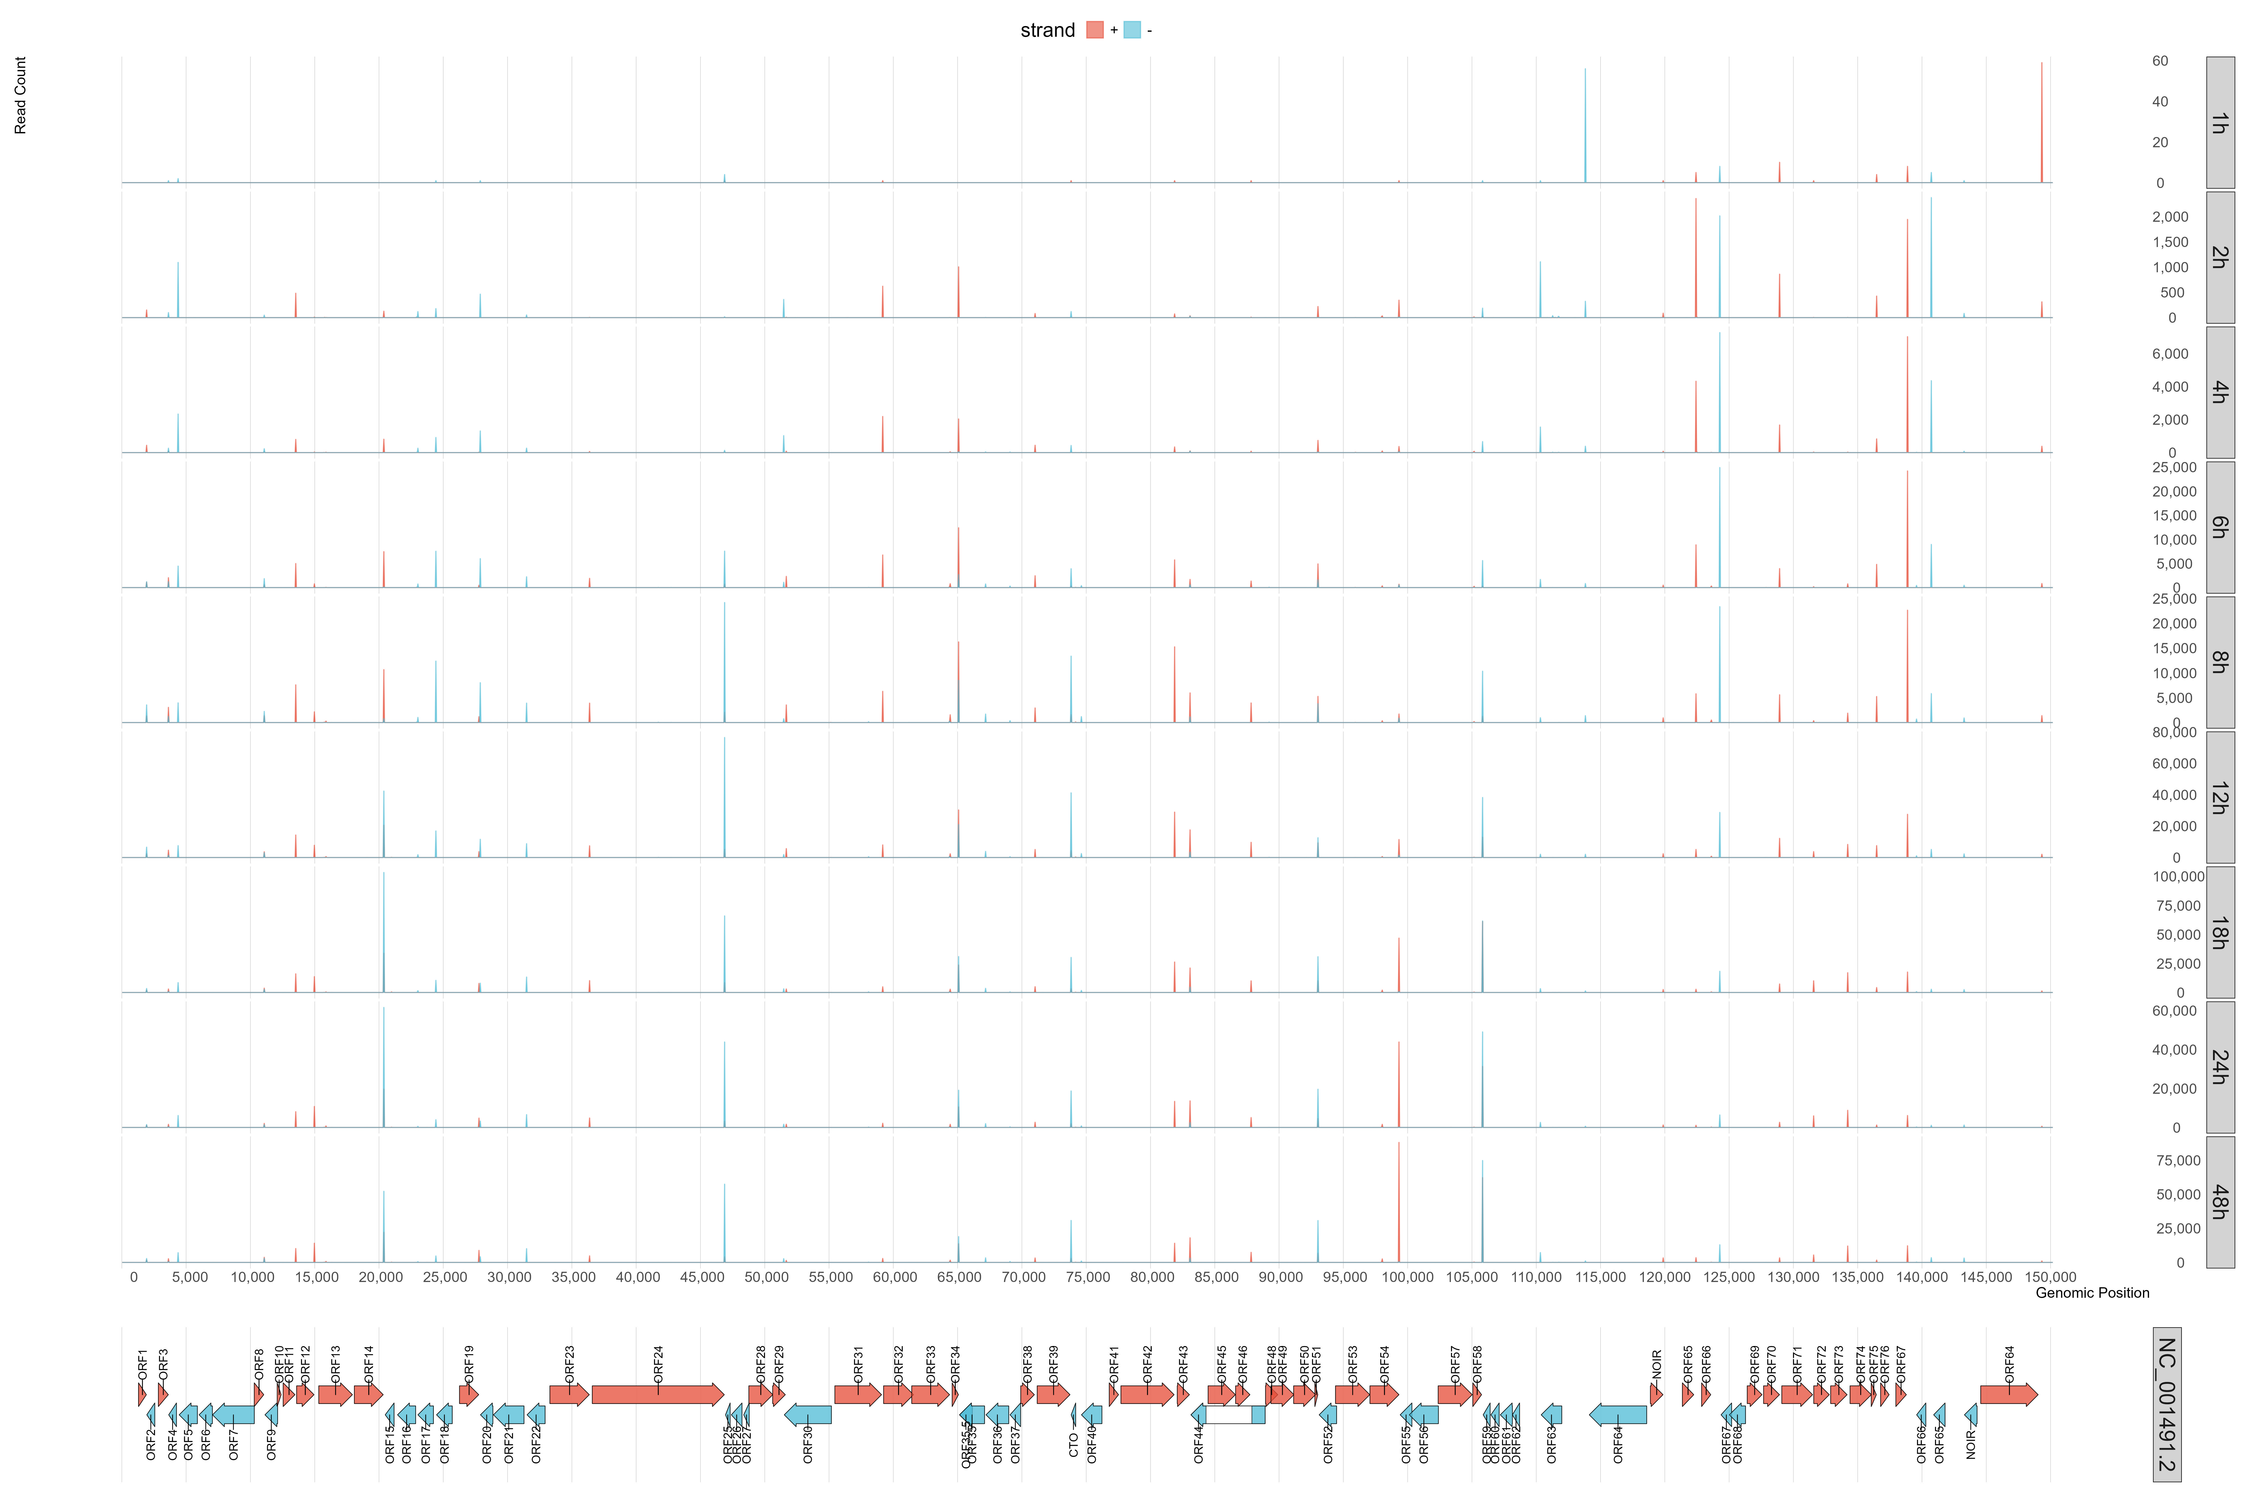 strand + -
Read Count
60
40
20
0
1h
2,000
1,500
1,000
500
0
2h
6,000
4,000
2,000
0
4h
25,000
20,000
15,000
10,000
5,000
0
6h
25,000
20,000
15,000
10,000
5,000
0
8h
80,000
60,000
40,000
20,000
0
12h
100,000
75,000
50,000
25,000
0
18h
60,000
40,000
20,000
0
24h
75,000
50,000
25,000
0
48h
0 5,000 10,000 15,000 20,000 25,000 30,000 35,000 40,000 45,000 50,000 55,000 60,000 65,000 70,000 75,000 80,000 85,000 90,000 95,000 100,000 105,000 110,000 115,000 120,000 125,000 130,000 135,000 140,000 145,000 150,000
Genomic Position
ORF1 ORF3 ORF8 ORF10 ORF11 ORF12 ORF13 ORF14 ORF19 ORF23 ORF24 ORF28 ORF29 ORF31 ORF32 ORF33 ORF34 ORF38 ORF39 ORF41 ORF42 ORF43 ORF45 ORF46 ORF48 ORF49 ORF50 ORF51 ORF53 ORF54 ORF57 ORF58 NOIR ORF65 ORF66 ORF69 ORF70 ORF71 ORF72 ORF73 ORF74 ORF75 ORF76 ORF67 ORF64
ORF2 ORF4 ORF5 ORF6 ORF7 ORF9 ORF15 ORF16 ORF17 ORF18 ORF20 ORF21 ORF22 ORF25 ORF26 ORF27 ORF30 ORF35.5 ORF35 ORF36 ORF37 CTO ORF40 ORF44 ORF52 ORF55 ORF56 ORF59 ORF60 ORF61 ORF62 ORF63 ORF64 ORF67 ORF68 ORF66 ORF65 NOIR
NC_001491.2